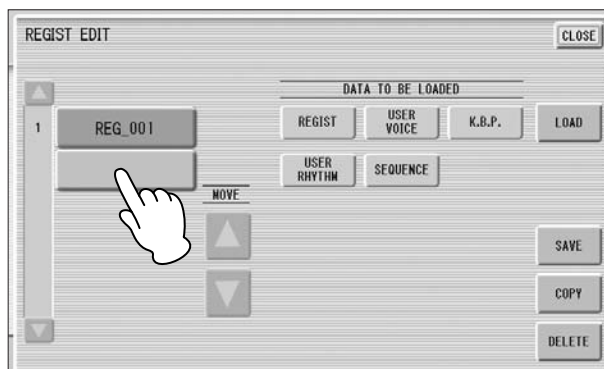 REGIST EDIT
CLOSE
DATA TO BE LOADED
1
REG_001
REGIST
USER
VOICE
K.B.P.
LOAD
USER
RHYTHM
SEQUENCE
MOVE
SAVE
COPY
DELETE